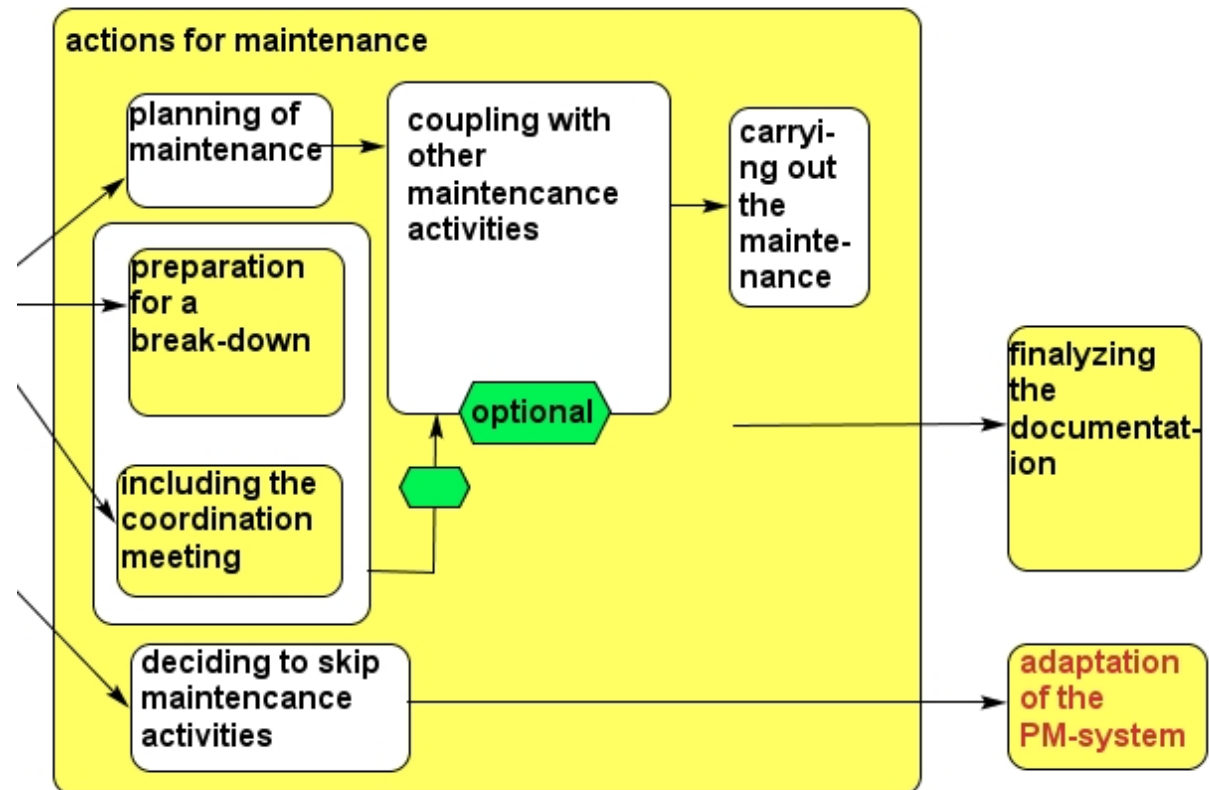 actions for maintenance
planning of
maintenance
coupling with
other
maintencance
activities
carryi-
ng out
the
mainte-
nance
preparation
for a
break-down
optional
including the
coordination
meeting
deciding to skip
maintencance
activities
finalyzing
the
documentat-
ion
adaptation
of the
PM-system